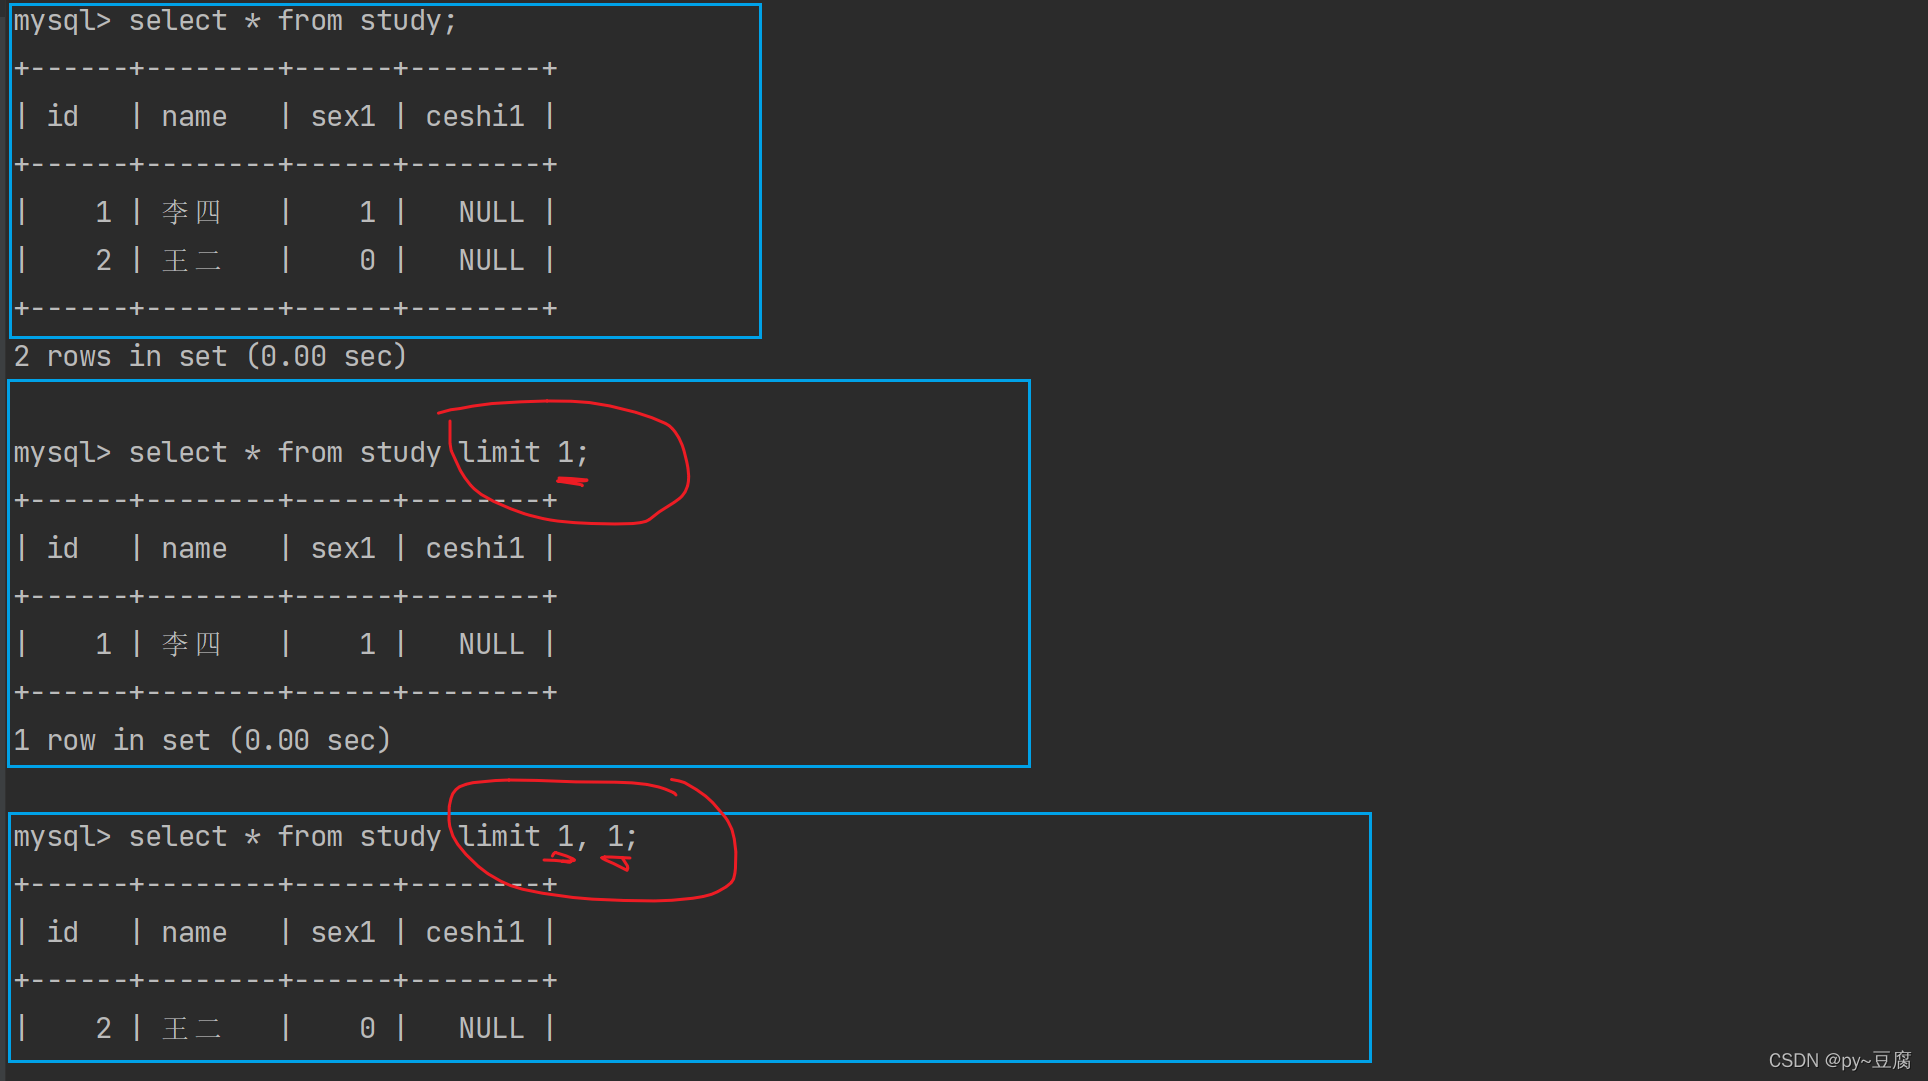 mysql> select * from study;
+------+--------+------+--------+
| id   | name   | sex1 | ceshi1 |
+------+--------+------+--------+
|    1 | 李四   |    1 |   NULL |
|    2 | 王二   |    0 |   NULL |
+------+--------+------+--------+
2 rows in set (0.00 sec)
mysql> select * from study limit 1;
+------+--------+------+--------+
| id   | name   | sex1 | ceshi1 |
+------+--------+------+--------+
|    1 | 李四   |    1 |   NULL |
+------+--------+------+--------+
1 row in set (0.00 sec)
mysql> select * from study limit 1, 1;
+------+--------+------+--------+
| id   | name   | sex1 | ceshi1 |
+------+--------+------+--------+
|    2 | 王二   |    0 |   NULL |
CSDN @py~豆腐